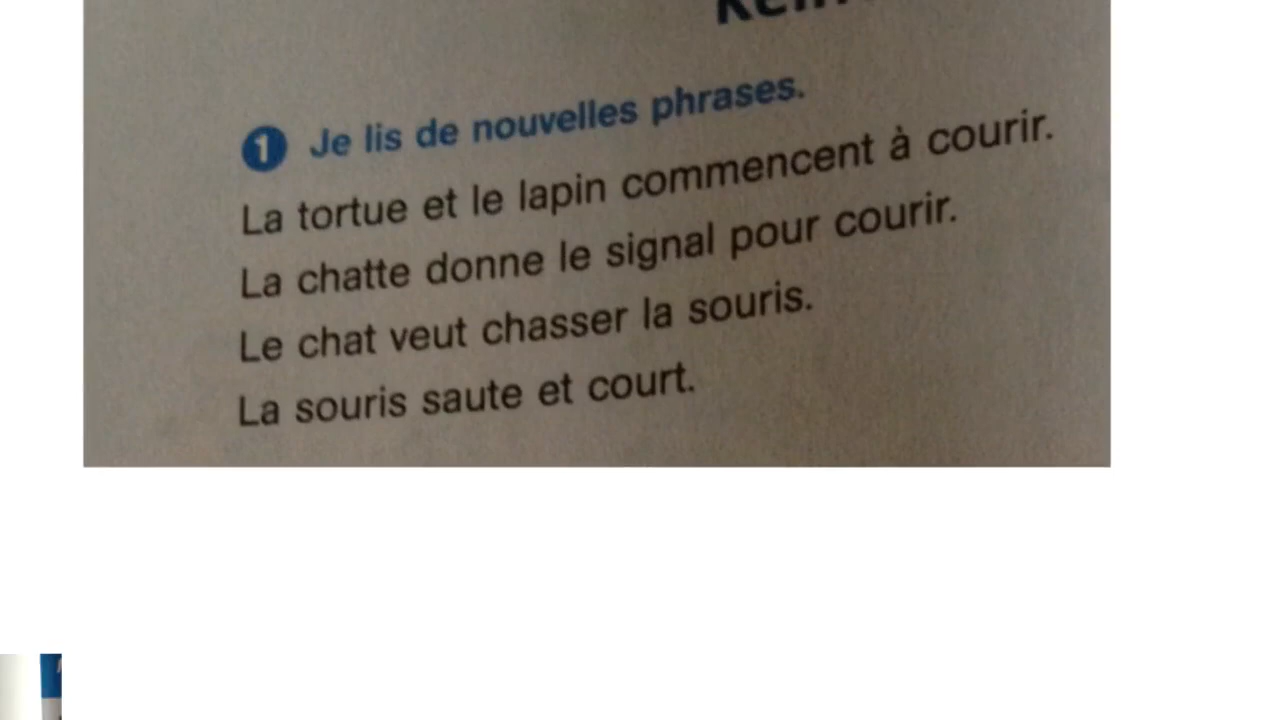 1 Je lis de nouvelles phrases.
La tortue et le lapin commencent à courir.
La chatte donne le signal pour courir.
Le chat veut chasser la souris.
La souris saute et court.